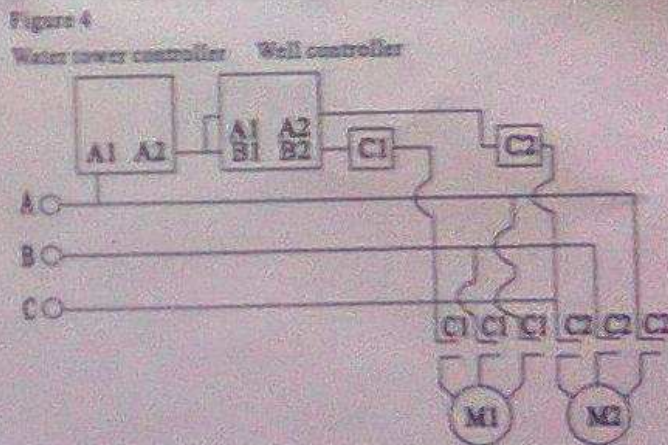 Figure 4
Water tower controller Well controller
A1 A2 A1 A2
B1 B2 C1 C2
A
B
C
C1 C1 C1 C2 C2 C2
M1 M2